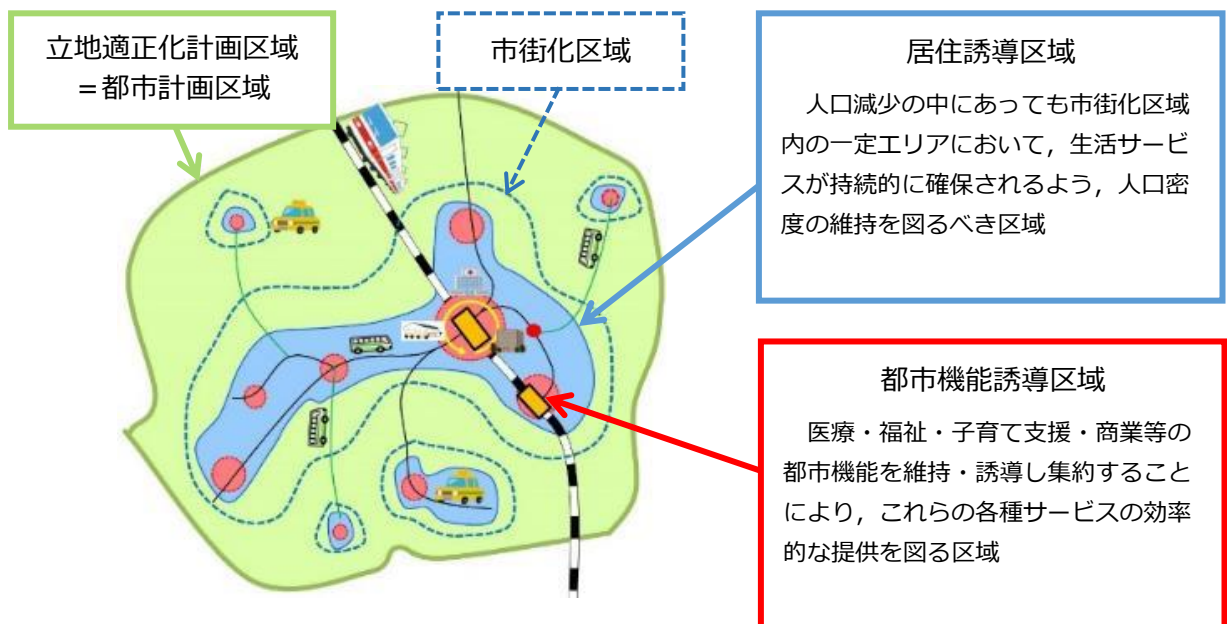 立地適正化計画区域
＝都市計画区域
市街化区域
居住誘導区域
人口減少の中にあっても市街化区域
内の一定エリアにおいて，生活サービ
スが持続的に確保されるよう，人口密
度の維持を図るべき区域
都市機能誘導区域
医療・福祉・子育て支援・商業等の
都市機能を維持・誘導し集約すること
により，これらの各種サービスの効率
的な提供を図る区域